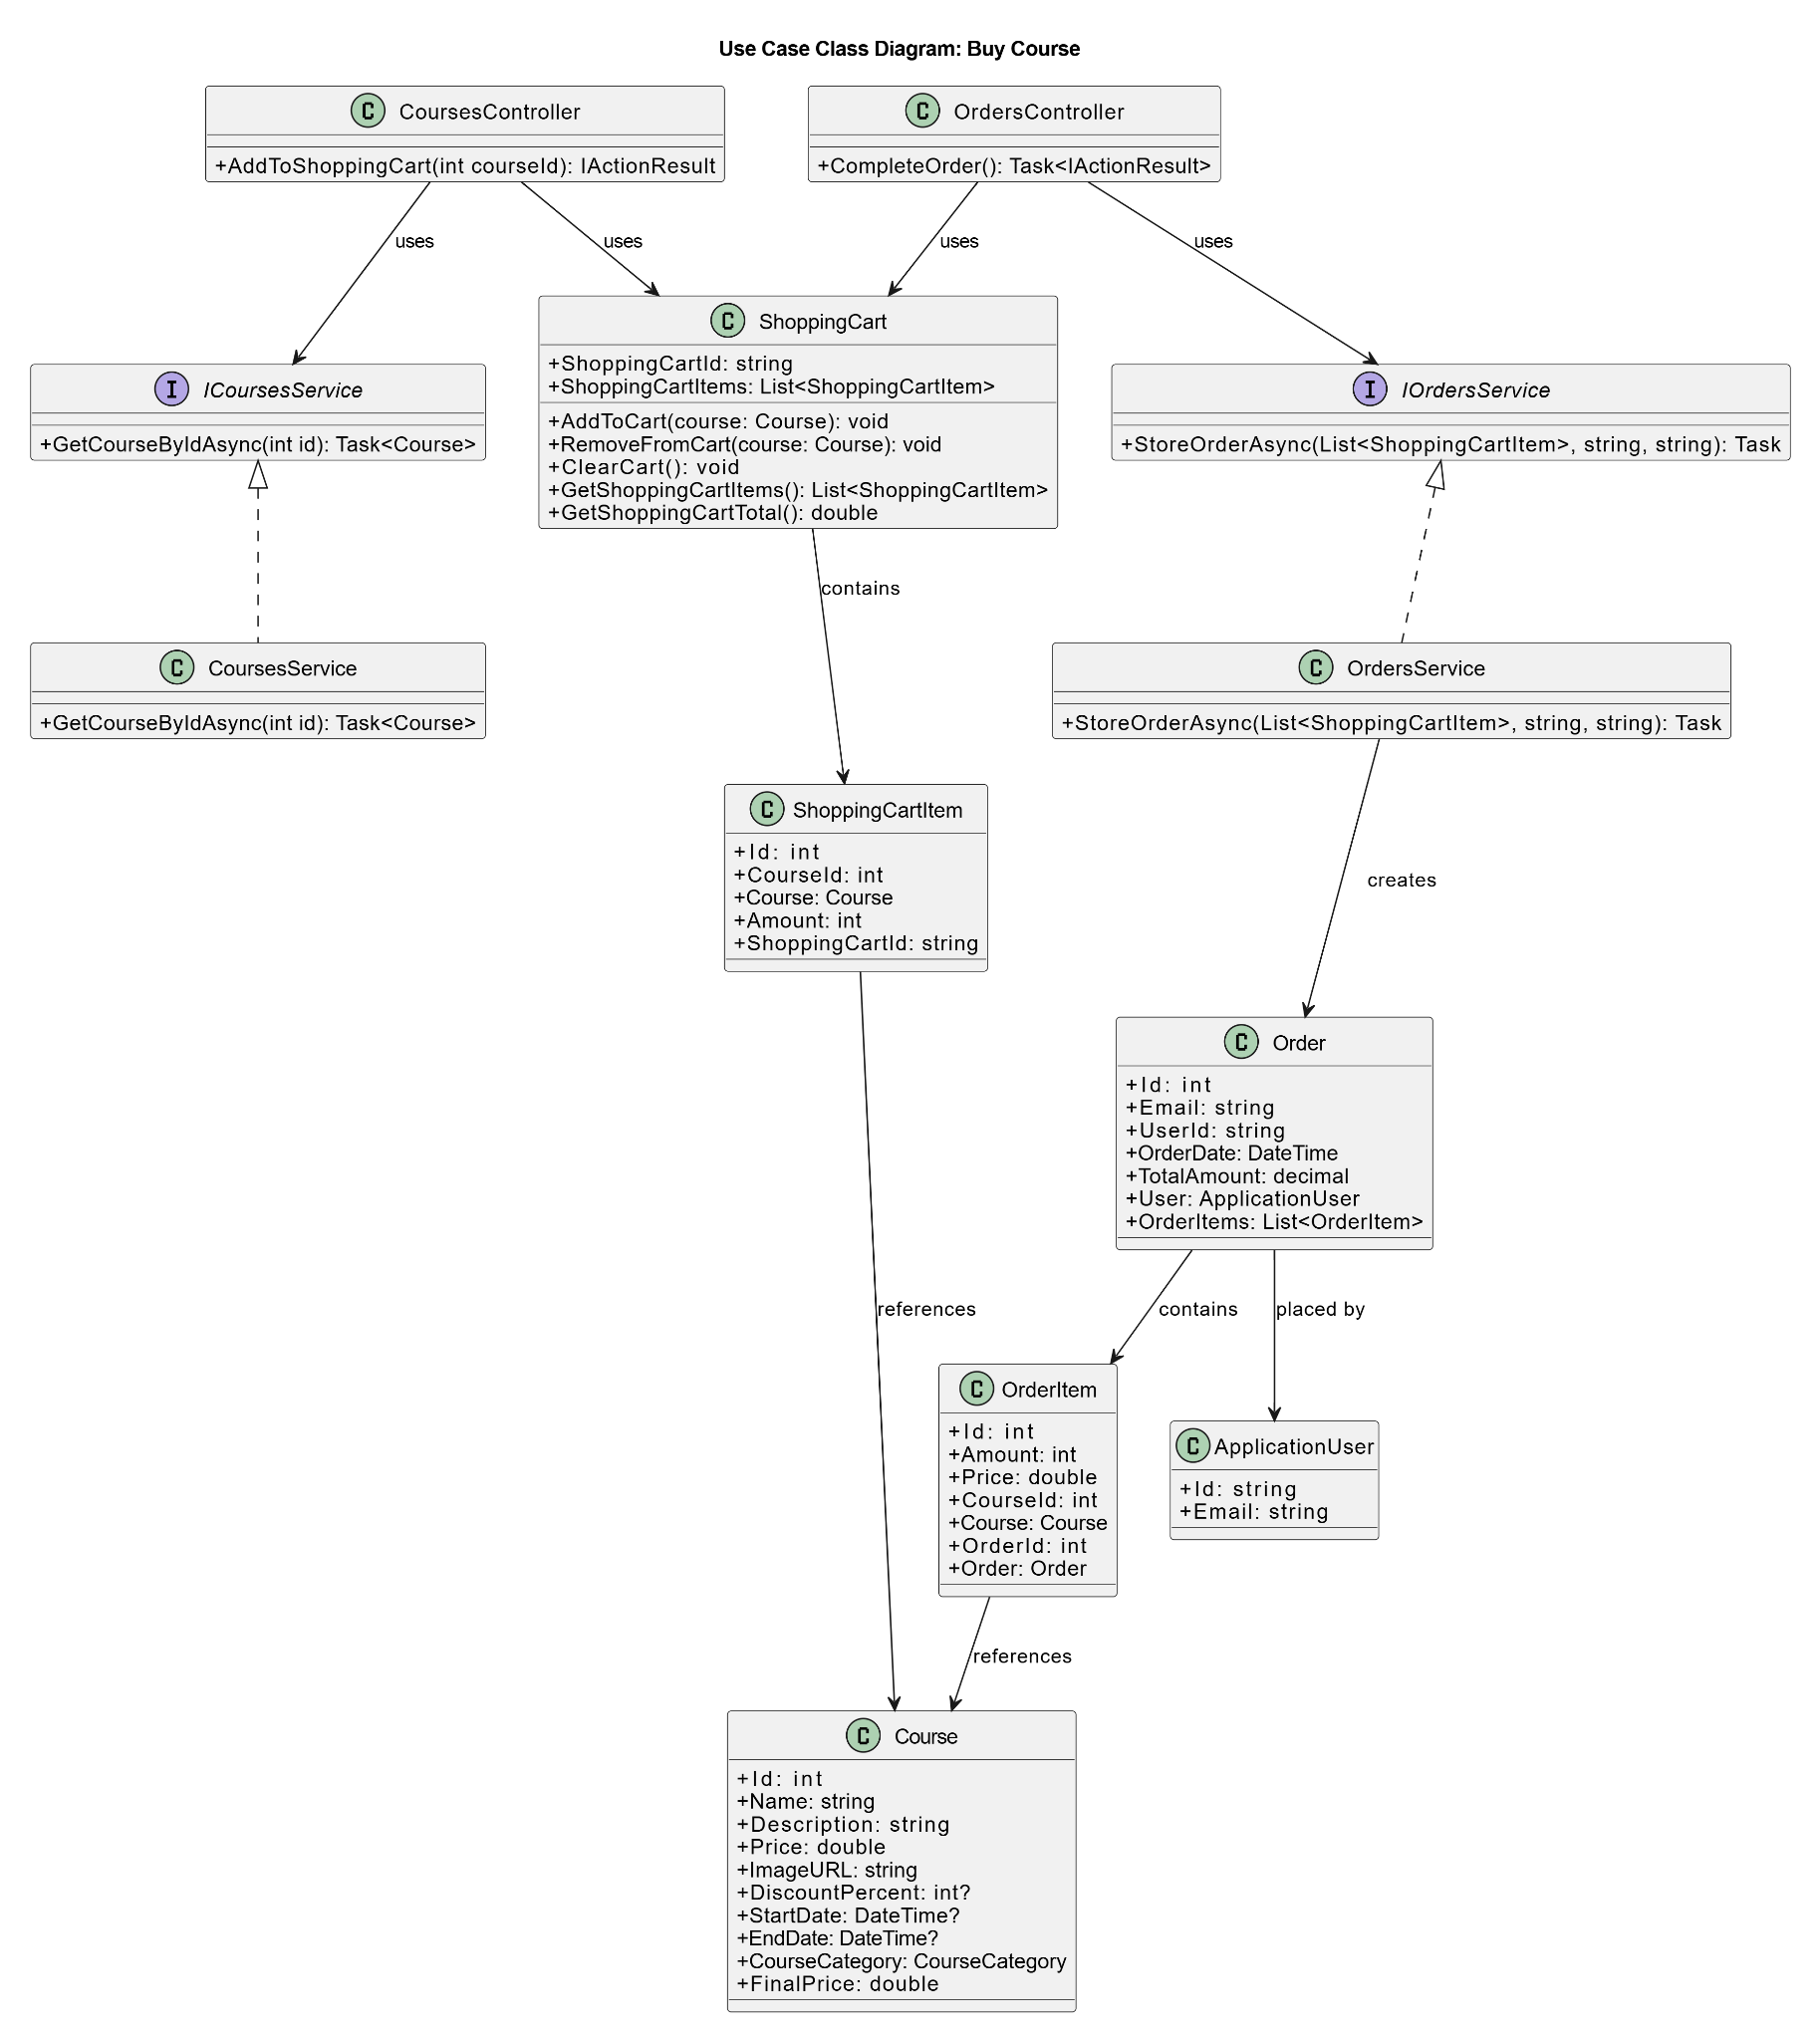 Use Case Class Diagram: Buy Course
C CoursesController
+AddToShoppingCart(int courseId): IActionResult
C OrdersController
+CompleteOrder(): Task<IActionResult>
uses
uses
uses
uses
I ICoursesService
+GetCourseByIdAsync(int id): Task<Course>
C ShoppingCart
+ShoppingCartId: string
+ShoppingCartItems: List<ShoppingCartItem>
+AddToCart(course: Course): void
+RemoveFromCart(course: Course): void
+ClearCart(): void
+GetShoppingCartItems(): List<ShoppingCartItem>
+GetShoppingCartTotal(): double
I IOrdersService
+StoreOrderAsync(List<ShoppingCartItem>, string, string): Task
contains
C CoursesService
+GetCourseByIdAsync(int id): Task<Course>
C OrdersService
+StoreOrderAsync(List<ShoppingCartItem>, string, string): Task
C ShoppingCartItem
+Id: int
+CourseId: int
+Course: Course
+Amount: int
+ShoppingCartId: string
creates
C Order
+Id: int
+Email: string
+UserId: string
+OrderDate: DateTime
+TotalAmount: decimal
+User: ApplicationUser
+OrderItems: List<OrderItem>
references
contains
placed by
C OrderItem
+Id: int
+Amount: int
+Price: double
+CourseId: int
+Course: Course
+OrderId: int
+Order: Order
C ApplicationUser
+Id: string
+Email: string
references
C Course
+Id: int
+Name: string
+Description: string
+Price: double
+ImageURL: string
+DiscountPercent: int?
+StartDate: DateTime?
+EndDate: DateTime?
+CourseCategory: CourseCategory
+FinalPrice: double